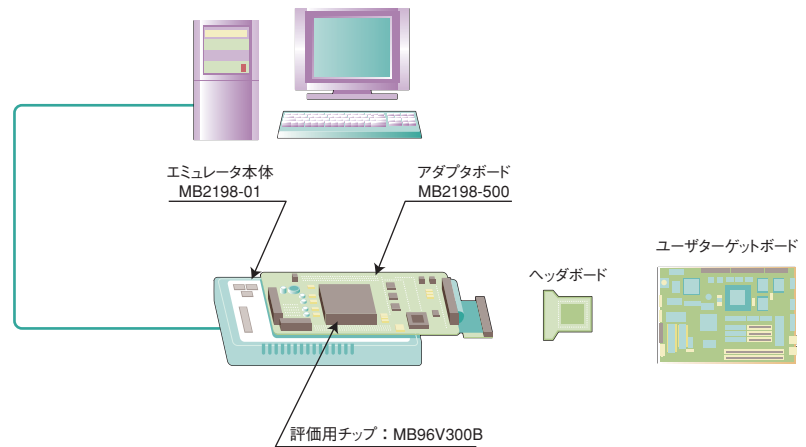 エミュレータ本体
MB2198-01
アダプタボード
MB2198-500
ユーザターゲットボード
ヘッダボード
評価用チップ：MB96V300B